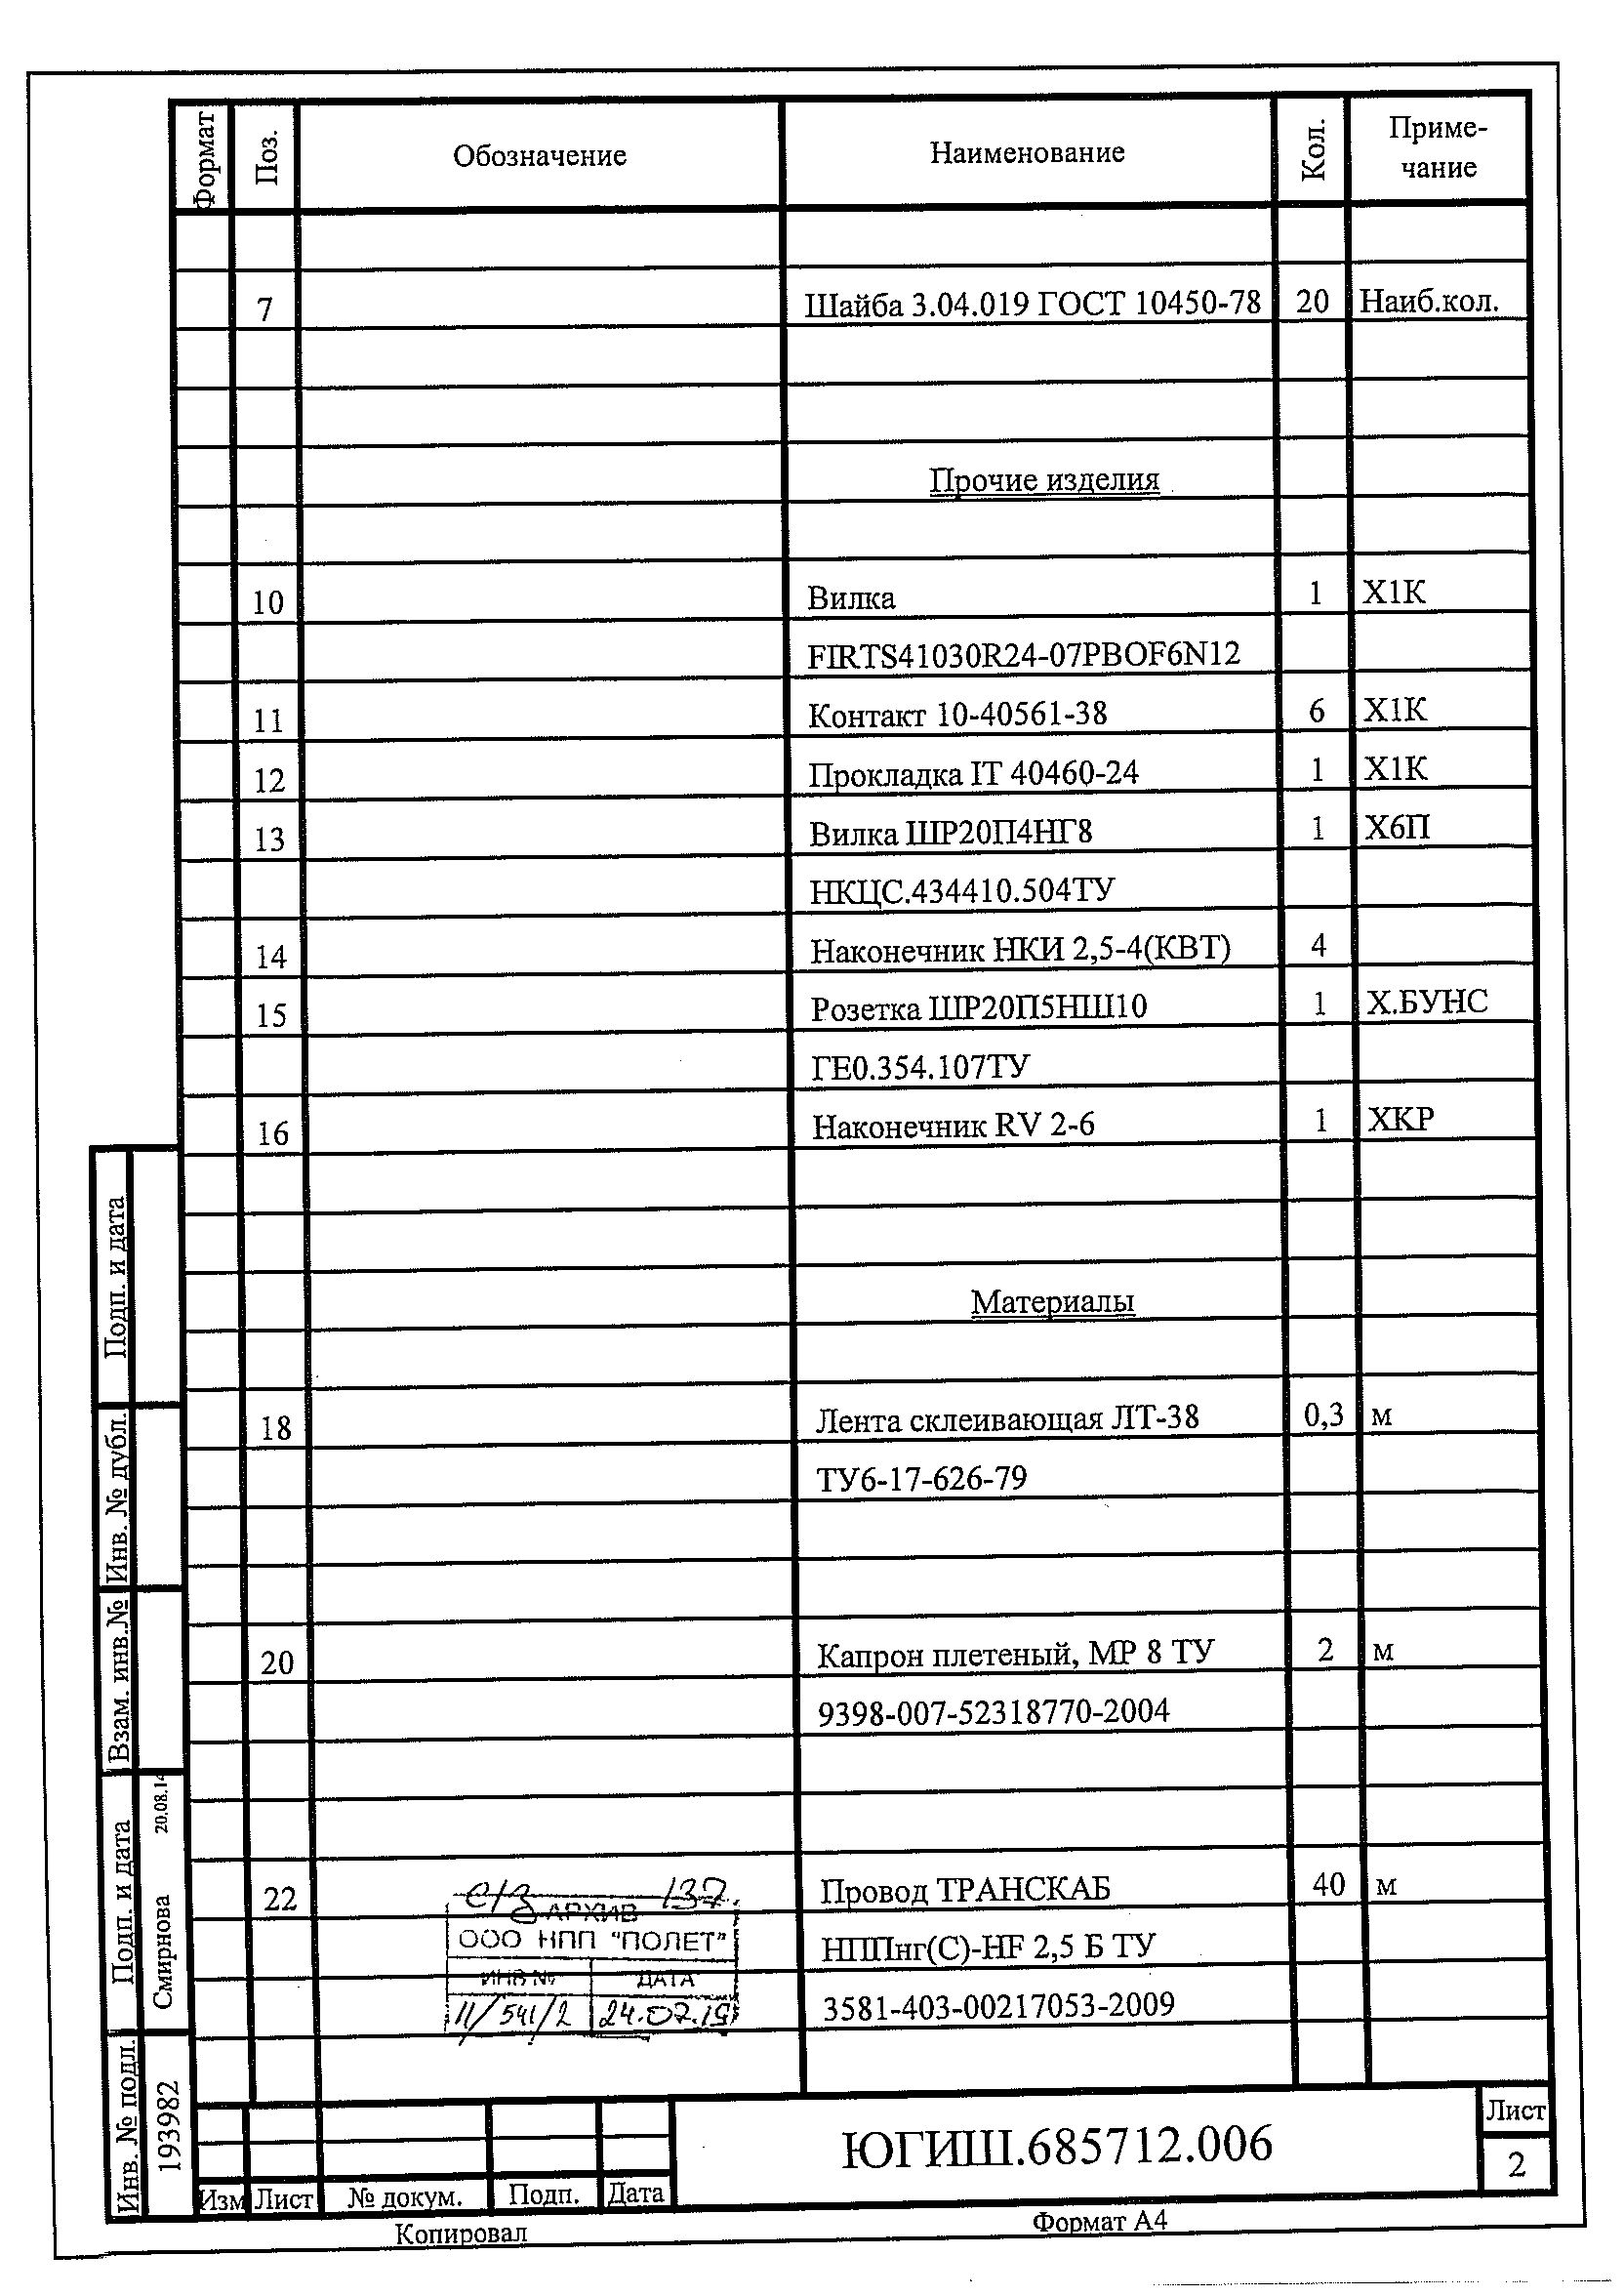 Формат Поз. Обозначение Наименование Кол. Приме-
чание
7 Шайба 3.04.019 ГОСТ 10450-78 20 Наиб.кол.
Прочие изделия
10 Вилка 1 Х1К
FIRTS41030R24-07PBOF6N12
11 Контакт 10-40561-38 6 Х1К
12 Прокладка IT 40460-24 1 Х1К
13 Вилка ШР20П4НГ8 1 Х6П
НКЦС.434410.504ТУ
14 Наконечник НКИ 2,5-4(КВТ) 4
15 Розетка ШР20П5НШ10 1 Х.БУНС
ГЕ0.354.107ТУ
16 Наконечник RV 2-6 1 ХКР
Материалы
18 Лента склеивающая ЛТ-38 0,3 м
ТУ6-17-626-79
20 Капрон плетеный, МР 8 ТУ 2 м
9398-007-52318770-2004
22 Провод ТРАНСКАБ 40 м
НППнг(С)-HF 2,5 Б ТУ
3581-403-00217053-2009
137
АРХИВ
ООО НПП "ПОЛЕТ"
ИНВ № ДАТА
11/541/2 24.07.19
Подп. и дата
Инв. № дубл.
Взам. инв.№
Подп. и дата
Смирнова 20.08.14
Инв. № подл.
193982
Изм Лист № докум. Подп. Дата
ЮГИШ.685712.006
Лист
2
Копировал Формат А4